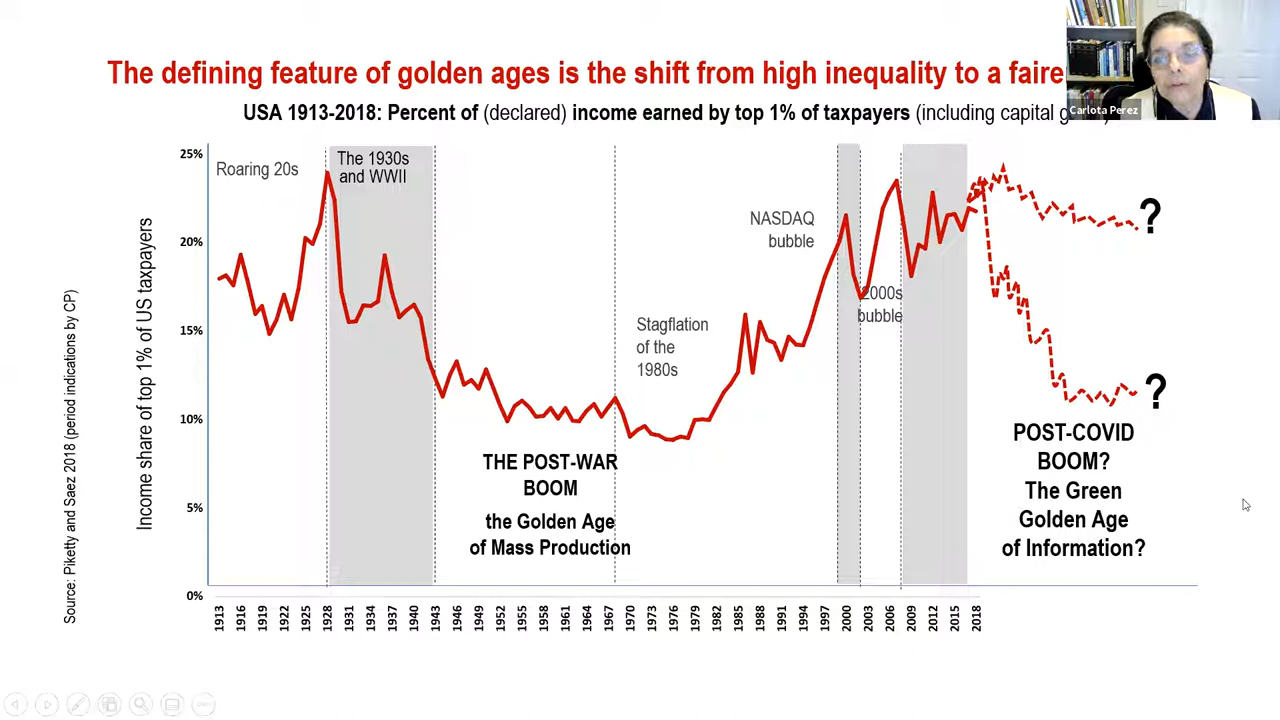 The defining feature of golden ages is the shift from high inequality to a faire
USA 1913-2018: Percent of (declared) income earned by top 1% of taxpayers (including capital
Carlota Perez
25%
20%
15%
10%
5%
0%
Income share of top 1% of US taxpayers
Source: Piketty and Saez 2018 (period indications by CP)
Roaring 20s
The 1930s
and WWII
THE POST-WAR
BOOM
the Golden Age
of Mass Production
Stagflation
of the
1980s
NASDAQ
bubble
2000s
bubble
?
?
POST-COVID
BOOM?
The Green
Golden Age
of Information?
1913 1916 1919 1922 1925 1928 1931 1934 1937 1940 1943 1946 1949 1952 1955 1958 1961 1964 1967 1970 1973 1976 1979 1982 1985 1988 1991 1994 1997 2000 2003 2006 2009 2012 2015 2018